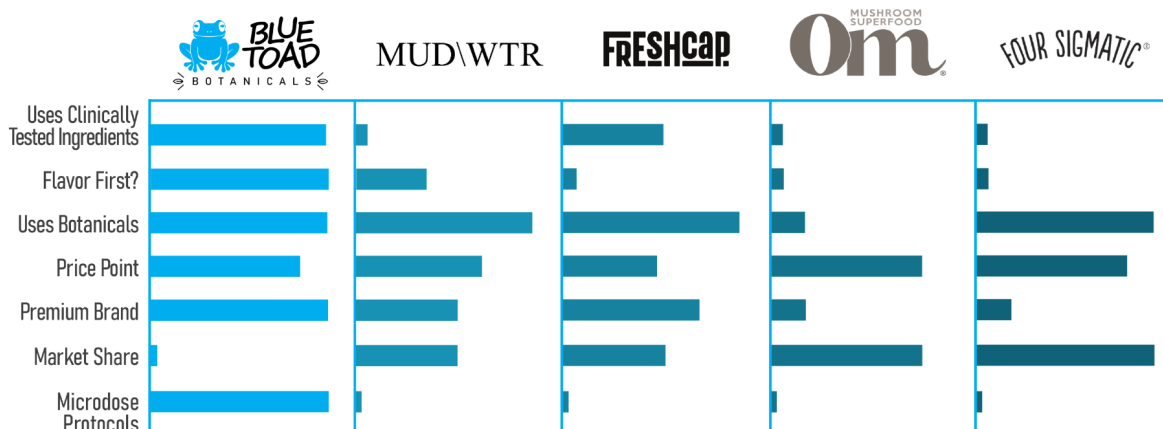 BLUE
TOAD
BOTANICALS
MUD\WTR
FRESHCAP
MUSHROOM
SUPERFOOD
Om®
FOUR SIGMATIC®
Uses Clinically
Tested Ingredients
Flavor First?
Uses Botanicals
Price Point
Premium Brand
Market Share
Microdose
Protocols